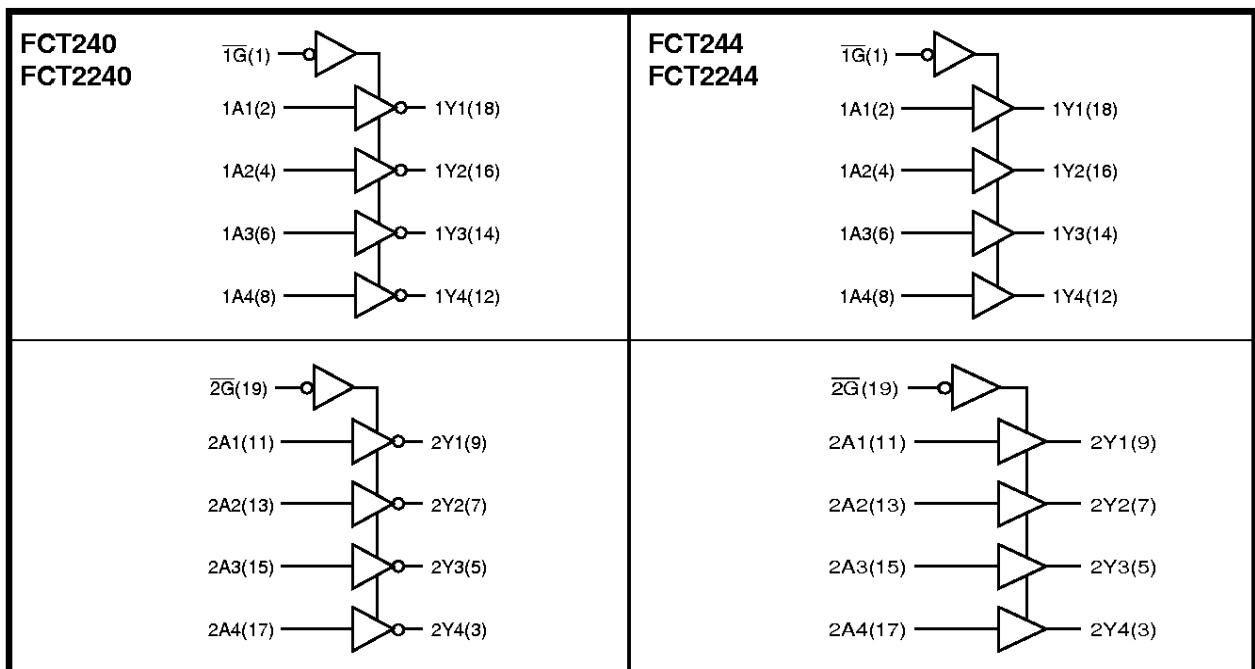 FCT240
FCT2240
1G(1)
1A1(2) 1Y1(18)
1A2(4) 1Y2(16)
1A3(6) 1Y3(14)
1A4(8) 1Y4(12)
FCT244
FCT2244
1G(1)
1A1(2) 1Y1(18)
1A2(4) 1Y2(16)
1A3(6) 1Y3(14)
1A4(8) 1Y4(12)
2G(19)
2A1(11) 2Y1(9)
2A2(13) 2Y2(7)
2A3(15) 2Y3(5)
2A4(17) 2Y4(3)
2G(19)
2A1(11) 2Y1(9)
2A2(13) 2Y2(7)
2A3(15) 2Y3(5)
2A4(17) 2Y4(3)